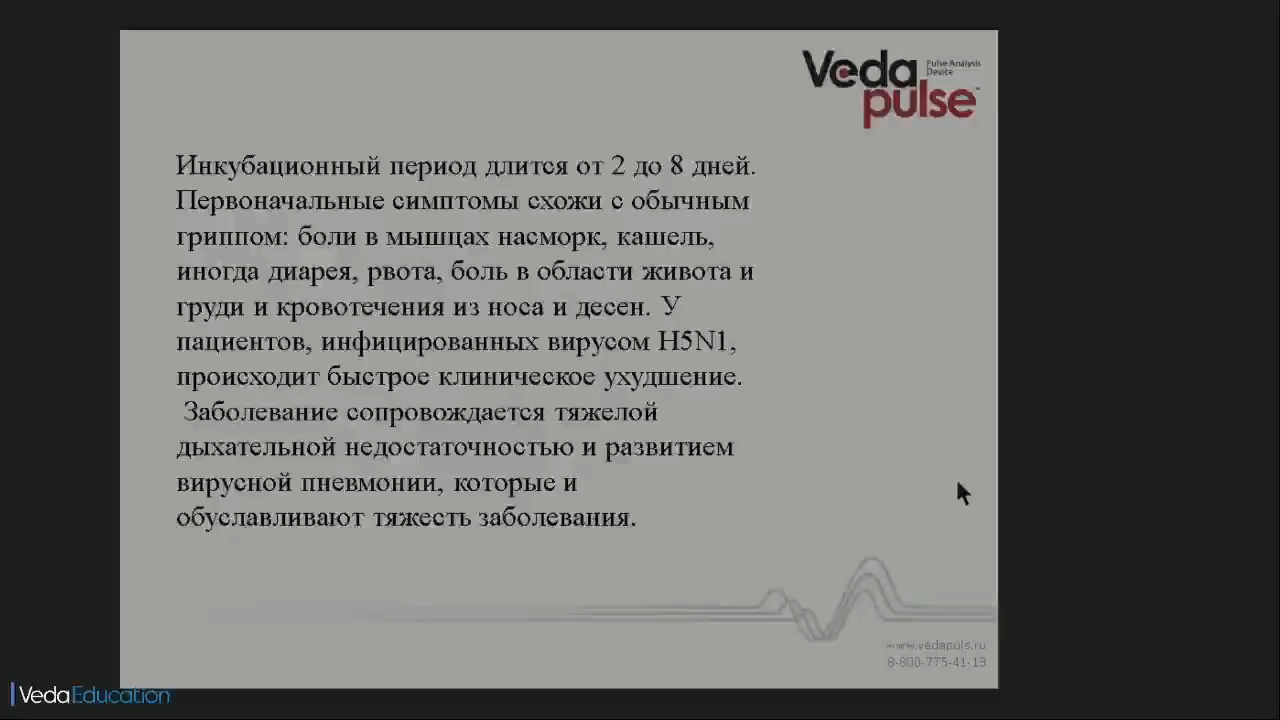 Veda
Pulse Analysis
Device
pulse
Инкубационный период длится от 2 до 8 дней.
Первоначальные симптомы схожи с обычным
гриппом: боли в мышцах насморк, кашель,
иногда диарея, рвота, боль в области живота и
груди и кровотечения из носа и десен. У
пациентов, инфицированных вирусом H5N1,
происходит быстрое клиническое ухудшение.
Заболевание сопровождается тяжелой
дыхательной недостаточностью и развитием
вирусной пневмонии, которые и
обуславливают тяжесть заболевания.
www.vedapuls.ru
8-800-775-41-13
VedaEducation